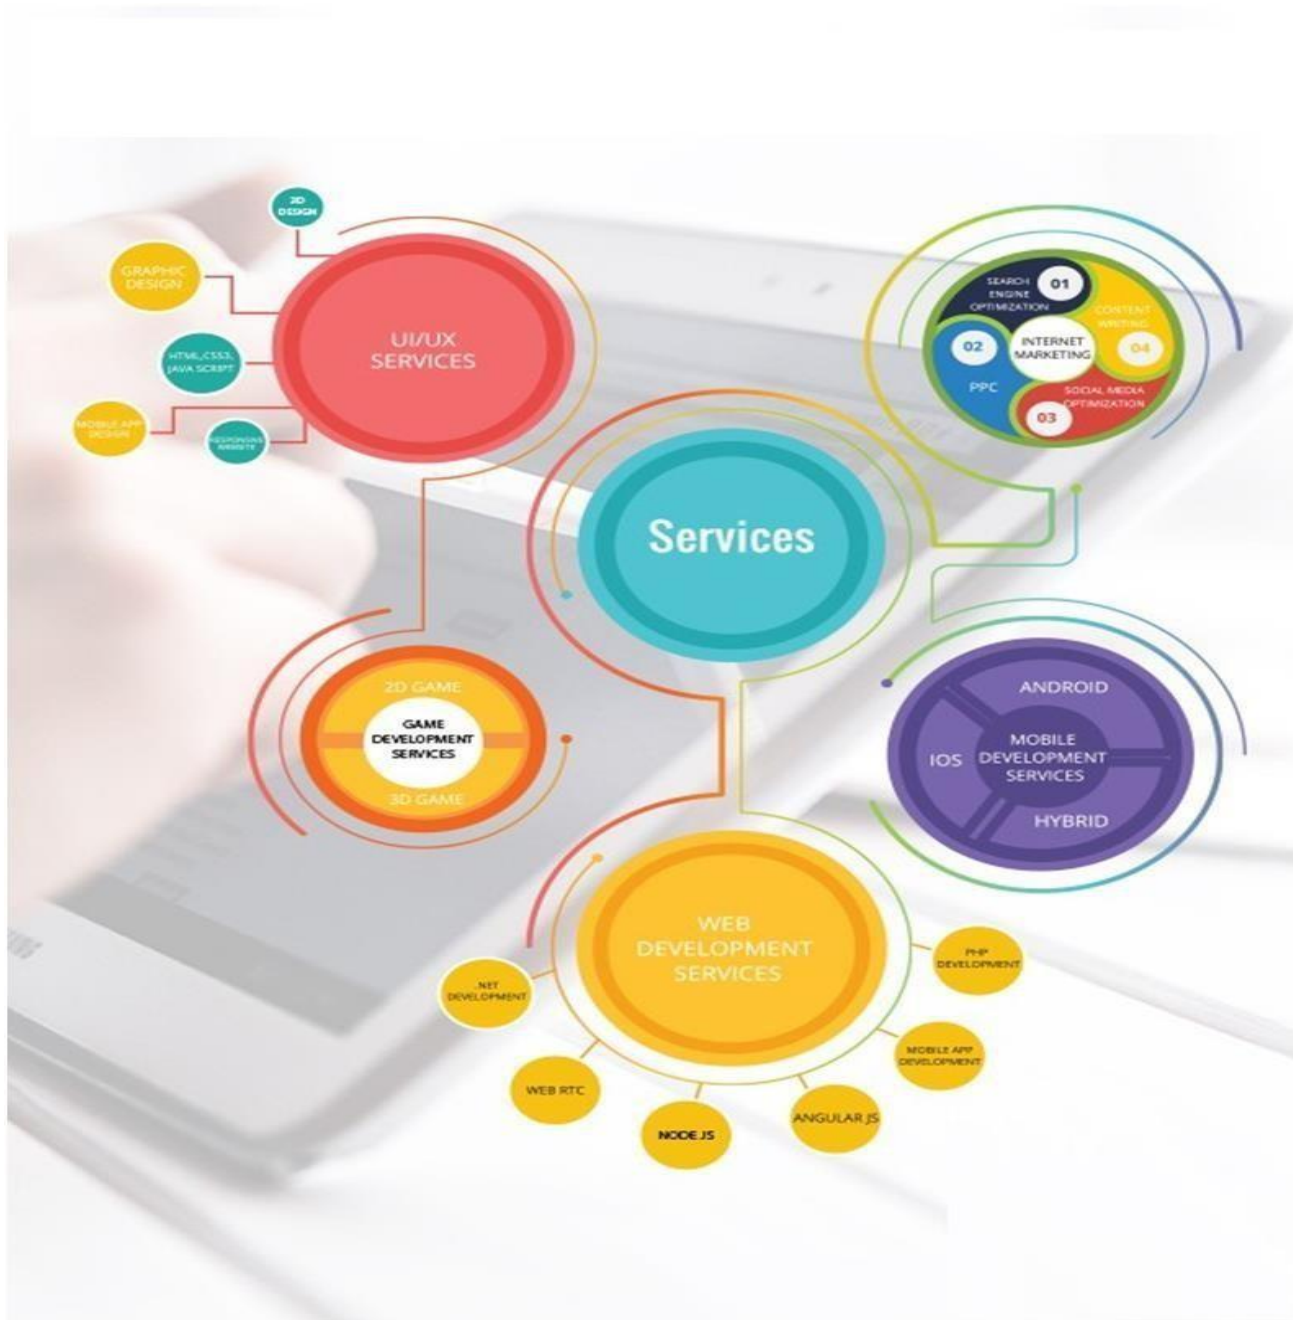 2D
DESIGN
GRAPHIC
DESIGN
HTML,CSS3,
JAVA SCRIPT
MOBILE APP
DESIGN
RESPONSIVE
WEBSITE
UI/UX
SERVICES
SEARCH
ENGINE
OPTIMIZATION
01
CONTENT
WRITING
04
02
PPC
INTERNET
MARKETING
SOCIAL MEDIA
OPTIMIZATION
03
Services
2D GAME
GAME
DEVELOPMENT
SERVICES
3D GAME
ANDROID
IOS
MOBILE
DEVELOPMENT
SERVICES
HYBRID
WEB
DEVELOPMENT
SERVICES
.NET
DEVELOPMENT
WEB RTC
NODE JS
ANGULAR JS
MOBILE APP
DEVELOPMENT
PHP
DEVELOPMENT